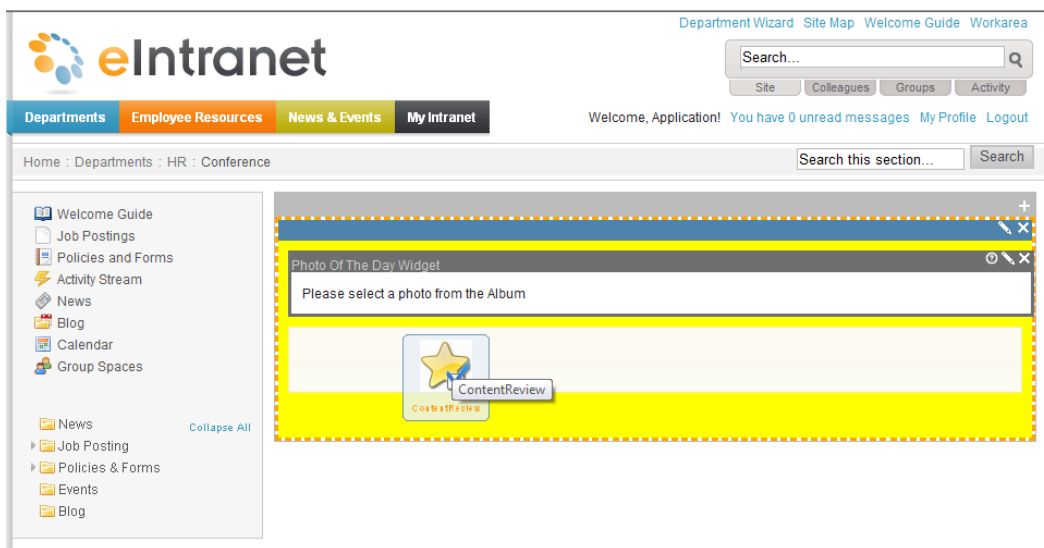 Department Wizard Site Map Welcome Guide Workarea
eIntranet
Search...
Site Colleagues Groups Activity
Departments Employee Resources News & Events My Intranet
Welcome, Application! You have 0 unread messages My Profile Logout
Home : Departments : HR : Conference
Search this section... Search
Welcome Guide
Job Postings
Policies and Forms
Activity Stream
News
Blog
Calendar
Group Spaces
News Collapse All
Job Posting
Policies & Forms
Events
Blog
Photo Of The Day Widget
Please select a photo from the Album
ContentReview
ContentReview